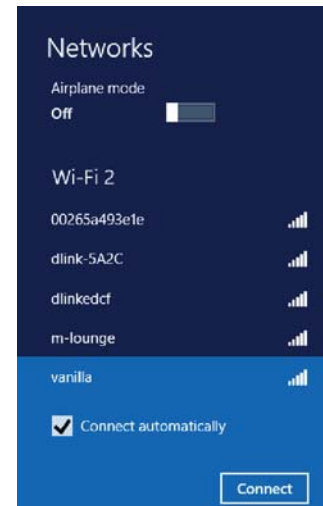 Networks
Airplane mode
Off
Wi-Fi 2
00265a493e1e
dlink-5A2C
dlinkedcf
m-lounge
vanilla
Connect automatically
Connect